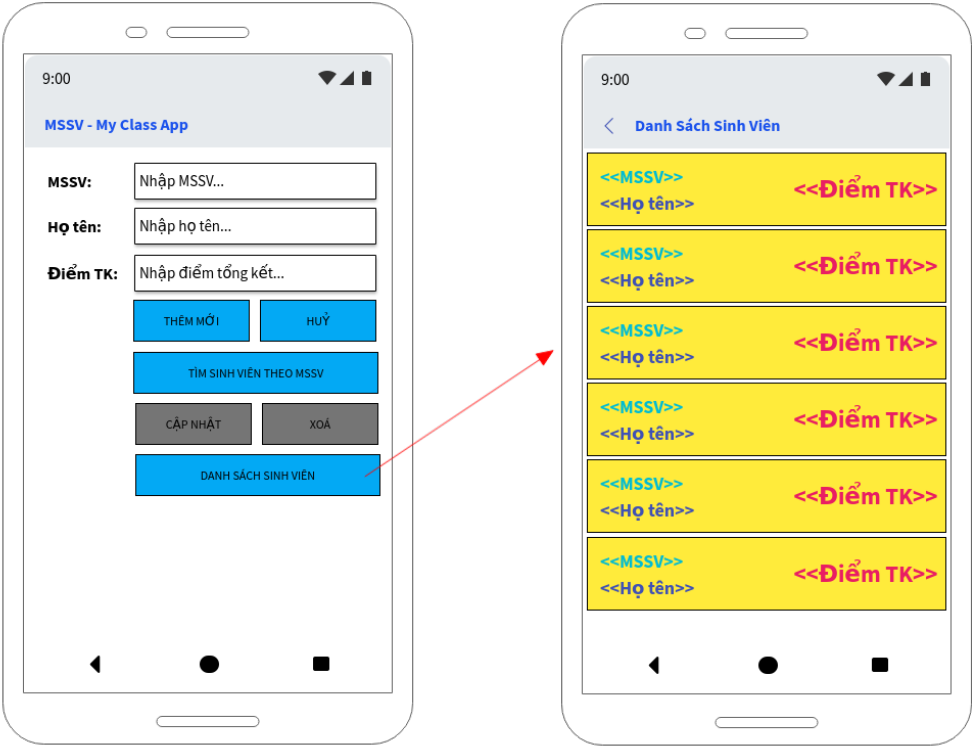 9:00
MSSV - My Class App
MSSV:
Nhập MSSV...
Họ tên:
Nhập họ tên...
Điểm TK:
Nhập điểm tổng kết...
THÊM MỚI
HUỶ
TÌM SINH VIÊN THEO MSSV
CẬP NHẬT
XOÁ
DANH SÁCH SINH VIÊN
9:00
Danh Sách Sinh Viên
<<MSSV>>
<<Họ tên>>
<<Điểm TK>>
<<MSSV>>
<<Họ tên>>
<<Điểm TK>>
<<MSSV>>
<<Họ tên>>
<<Điểm TK>>
<<MSSV>>
<<Họ tên>>
<<Điểm TK>>
<<MSSV>>
<<Họ tên>>
<<Điểm TK>>
<<MSSV>>
<<Họ tên>>
<<Điểm TK>>